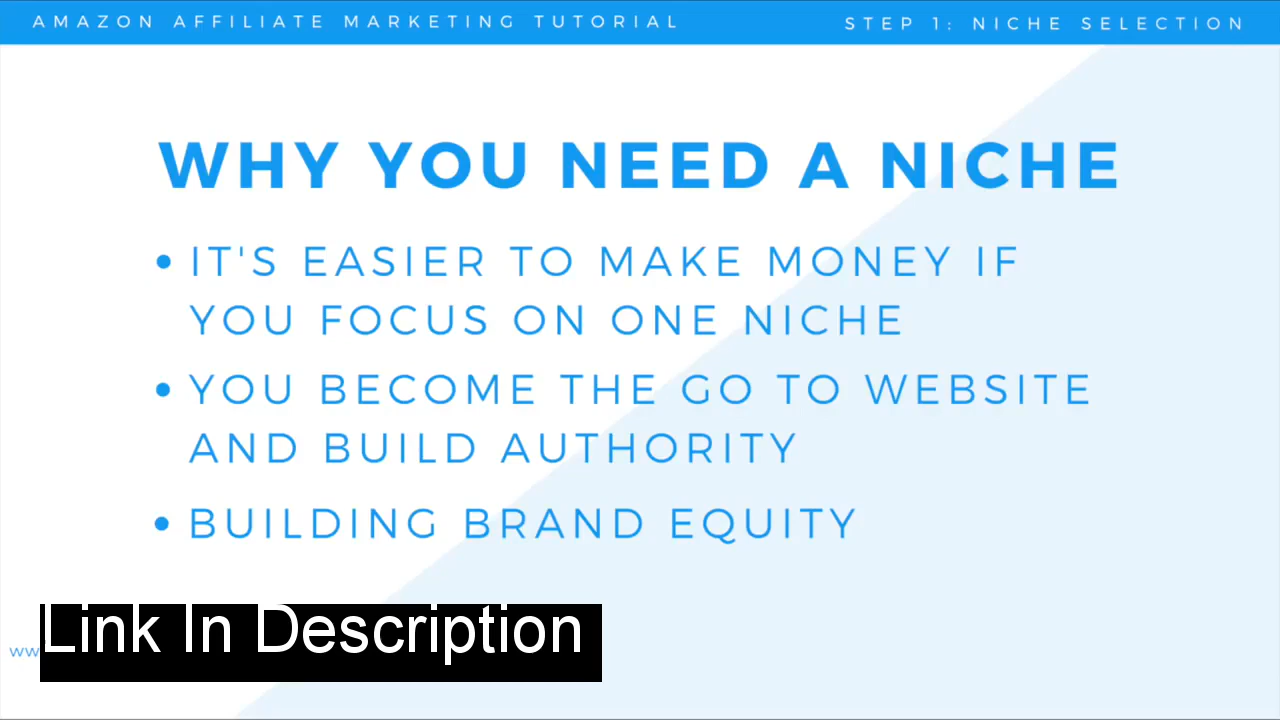 AMAZON AFFILIATE MARKETING TUTORIAL
STEP 1: NICHE SELECTION
WHY YOU NEED A NICHE
• IT'S EASIER TO MAKE MONEY IF
YOU FOCUS ON ONE NICHE
• YOU BECOME THE GO TO WEBSITE
AND BUILD AUTHORITY
• BUILDING BRAND EQUITY
Link In Description